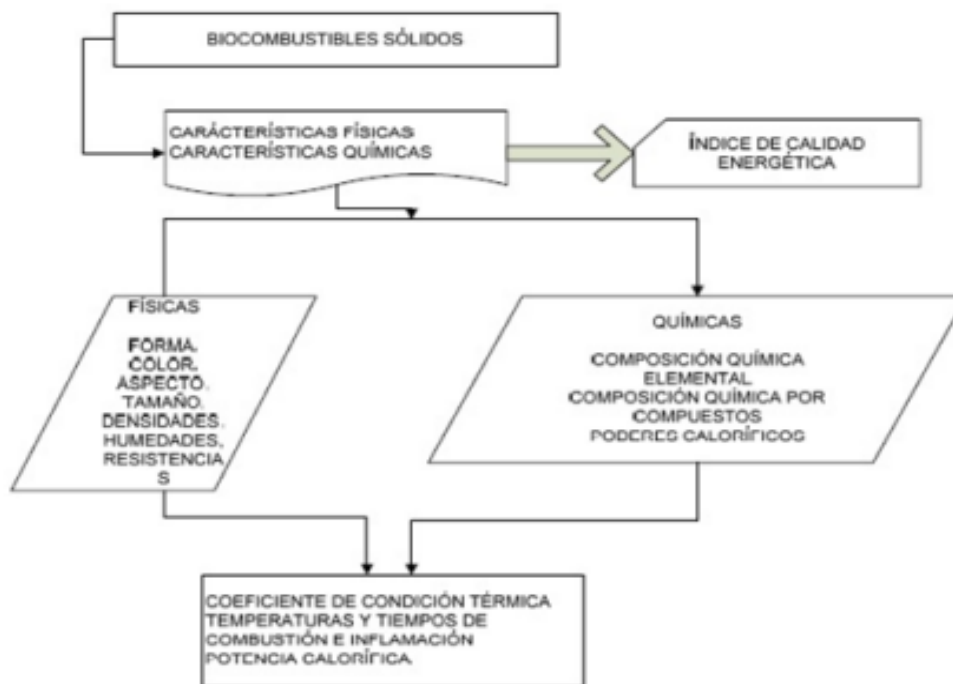 BIOCOMBUSTIBLES SÓLIDOS
CARÁCTERÍSTICAS FÍSICAS
CARACTERÍSTICAS QUÍMICAS
ÍNDICE DE CALIDAD
ENERGÉTICA
FÍSICAS
FORMA.
COLOR.
ASPECTO.
TAMAÑO.
DENSIDADES.
HUMEDADES,
RESISTENCIA
S
QUÍMICAS
COMPOSICIÓN QUÍMICA
ELEMENTAL
COMPOSICIÓN QUÍMICA POR
COMPUESTOS
PODERES CALORÍFICOS
COEFICIENTE DE CONDICIÓN TÉRMICA
TEMPERATURAS Y TIEMPOS DE
COMBUSTIÓN E INFLAMACIÓN
POTENCIA CALORÍFICA.